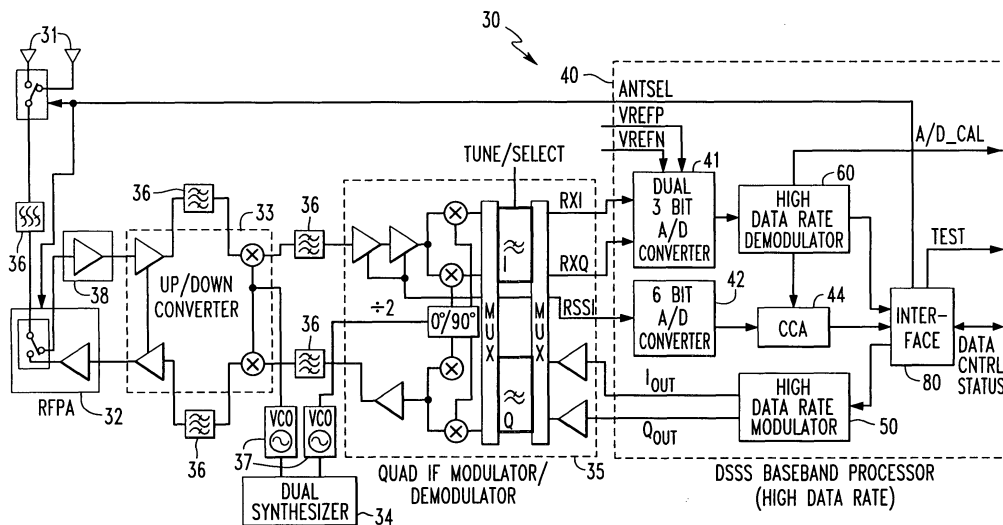 30
31
40
ANTSEL
VREFP
VREFN
A/D_CAL
TUNE/SELECT
41
60
36
33
36
RXI
DUAL
3 BIT
A/D
CONVERTER
HIGH
DATA RATE
DEMODULATOR
TEST
36
38
UP/DOWN
CONVERTER
I
RXQ
÷2
MUX
MUX
RSSI
42
44
0°/90°
6 BIT
A/D
CONVERTER
CCA
INTER-
FACE
80
DATA
CNTRL
STATUS
36
RFPA
32
36
VCO
VCO
37
Q
IOUT
QOUT
HIGH
DATA RATE
MODULATOR
50
35
DUAL
SYNTHESIZER
34
QUAD IF MODULATOR/
DEMODULATOR
DSSS BASEBAND PROCESSOR
(HIGH DATA RATE)